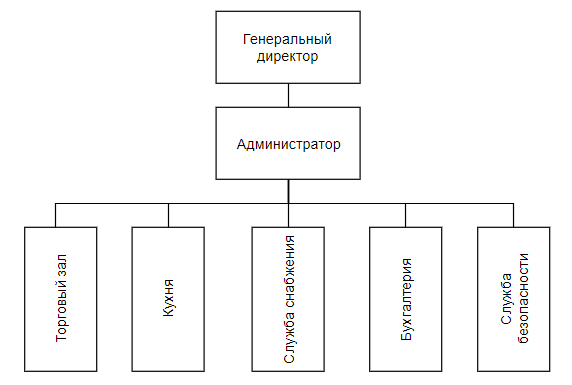 Генеральный
директор
Администратор
Торговый зал
Кухня
Служба снабжения
Бухгалтерия
Служба
безопасности